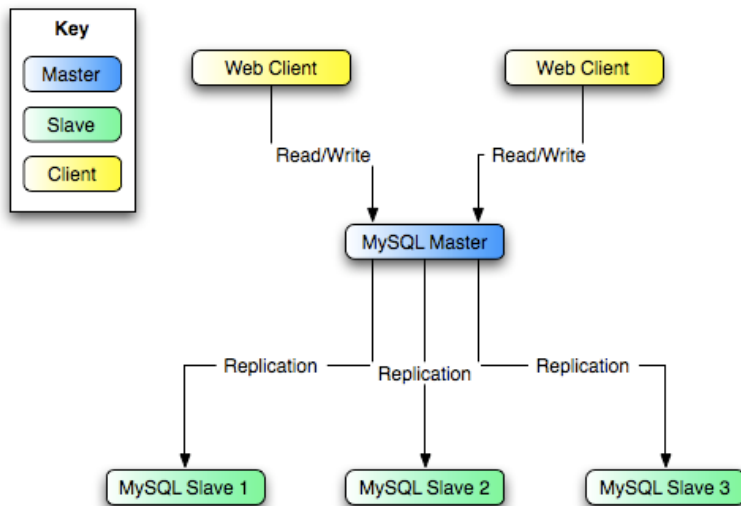 Key
Master
Slave
Client
Web Client
Web Client
Read/Write
Read/Write
MySQL Master
Replication
Replication
Replication
MySQL Slave 1
MySQL Slave 2
MySQL Slave 3